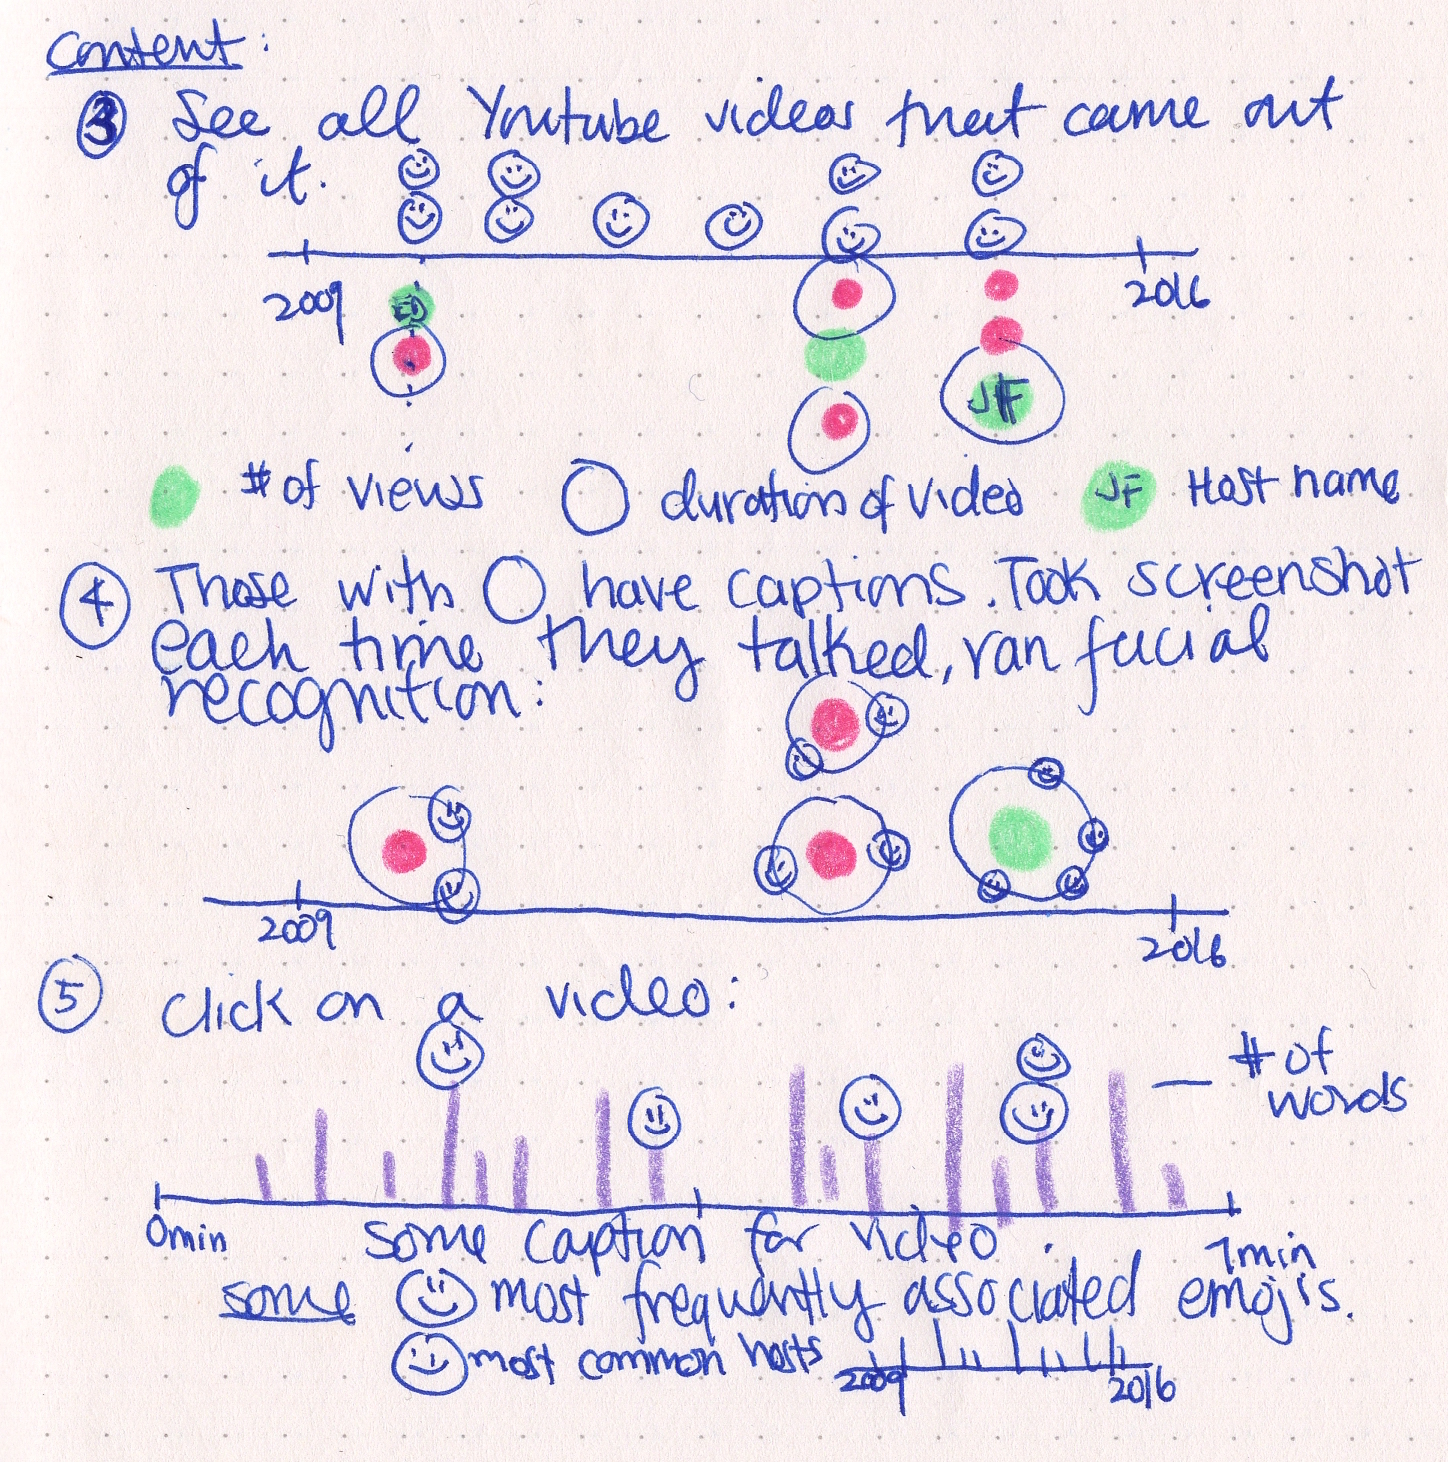 Content:
③ See all Youtube videos that came out
of it.
2009 2016
ED
JF
# of views duration of video JF Host name
④ Those with have captions. Took screenshot
each time they talked, ran facial
recognition:
2009 2016
⑤ Click on a video:
# of
words
0min some caption for video. 7min
some most frequently associated emojis.
most common hosts 2009 2016